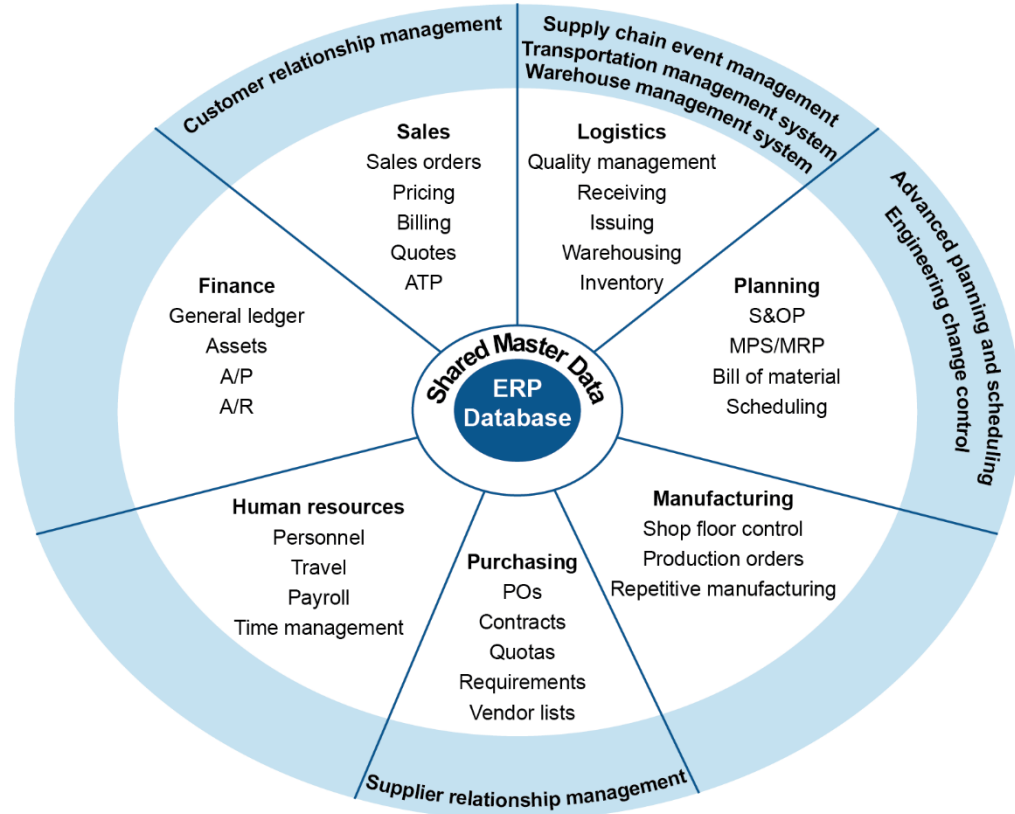 Customer relationship management
Supply chain event management
Transportation management system
Warehouse management system
Advanced planning and scheduling
Engineering change control
Sales
Sales orders
Pricing
Billing
Quotes
ATP
Logistics
Quality management
Receiving
Issuing
Warehousing
Inventory
Finance
General ledger
Assets
A/P
A/R
Planning
S&OP
MPS/MRP
Bill of material
Scheduling
Shared Master Data
ERP
Database
Human resources
Personnel
Travel
Payroll
Time management
Purchasing
POs
Contracts
Quotas
Requirements
Vendor lists
Manufacturing
Shop floor control
Production orders
Repetitive manufacturing
Supplier relationship management